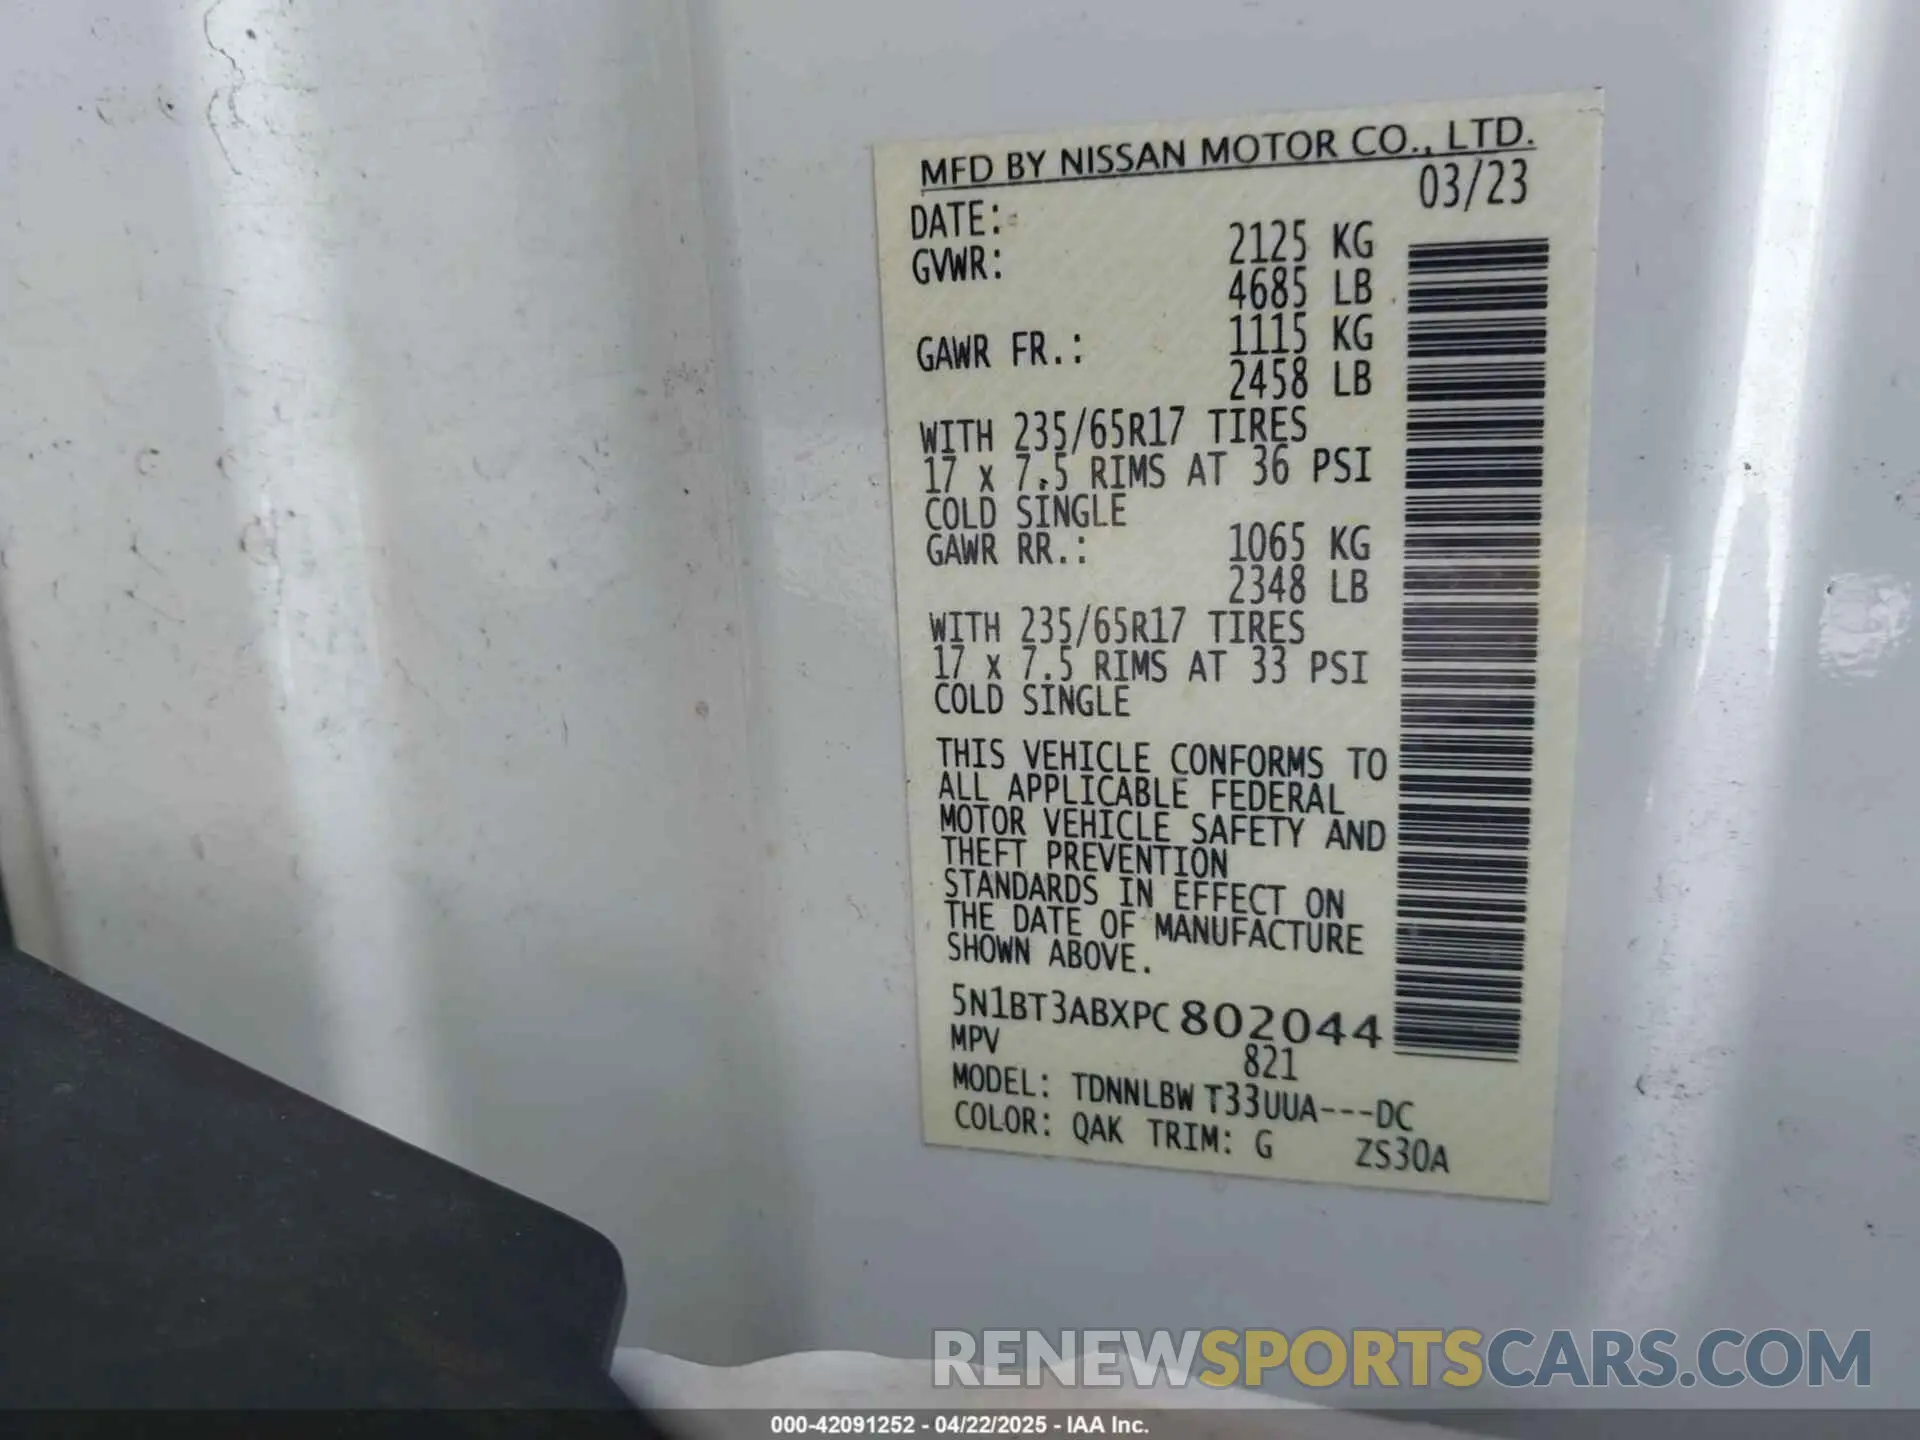 MFD BY NISSAN MOTOR CO., LTD.
DATE: 03/23
GVWR: 2125 KG
4685 LB
GAWR FR.: 1115 KG
2458 LB
WITH 235/65R17 TIRES
17 x 7.5 RIMS AT 36 PSI
COLD SINGLE
GAWR RR.: 1065 KG
2348 LB
WITH 235/65R17 TIRES
17 x 7.5 RIMS AT 33 PSI
COLD SINGLE
THIS VEHICLE CONFORMS TO
ALL APPLICABLE FEDERAL
MOTOR VEHICLE SAFETY AND
THEFT PREVENTION
STANDARDS IN EFFECT ON
THE DATE OF MANUFACTURE
SHOWN ABOVE.
5N1BT3ABXPC802044
MPV 821
MODEL: TDNNLBW T33UUA---DC
COLOR: QAK TRIM: G ZS30A
RENEWSPORTSCARS.COM
000-42091252 - 04/22/2025 - IAA Inc.